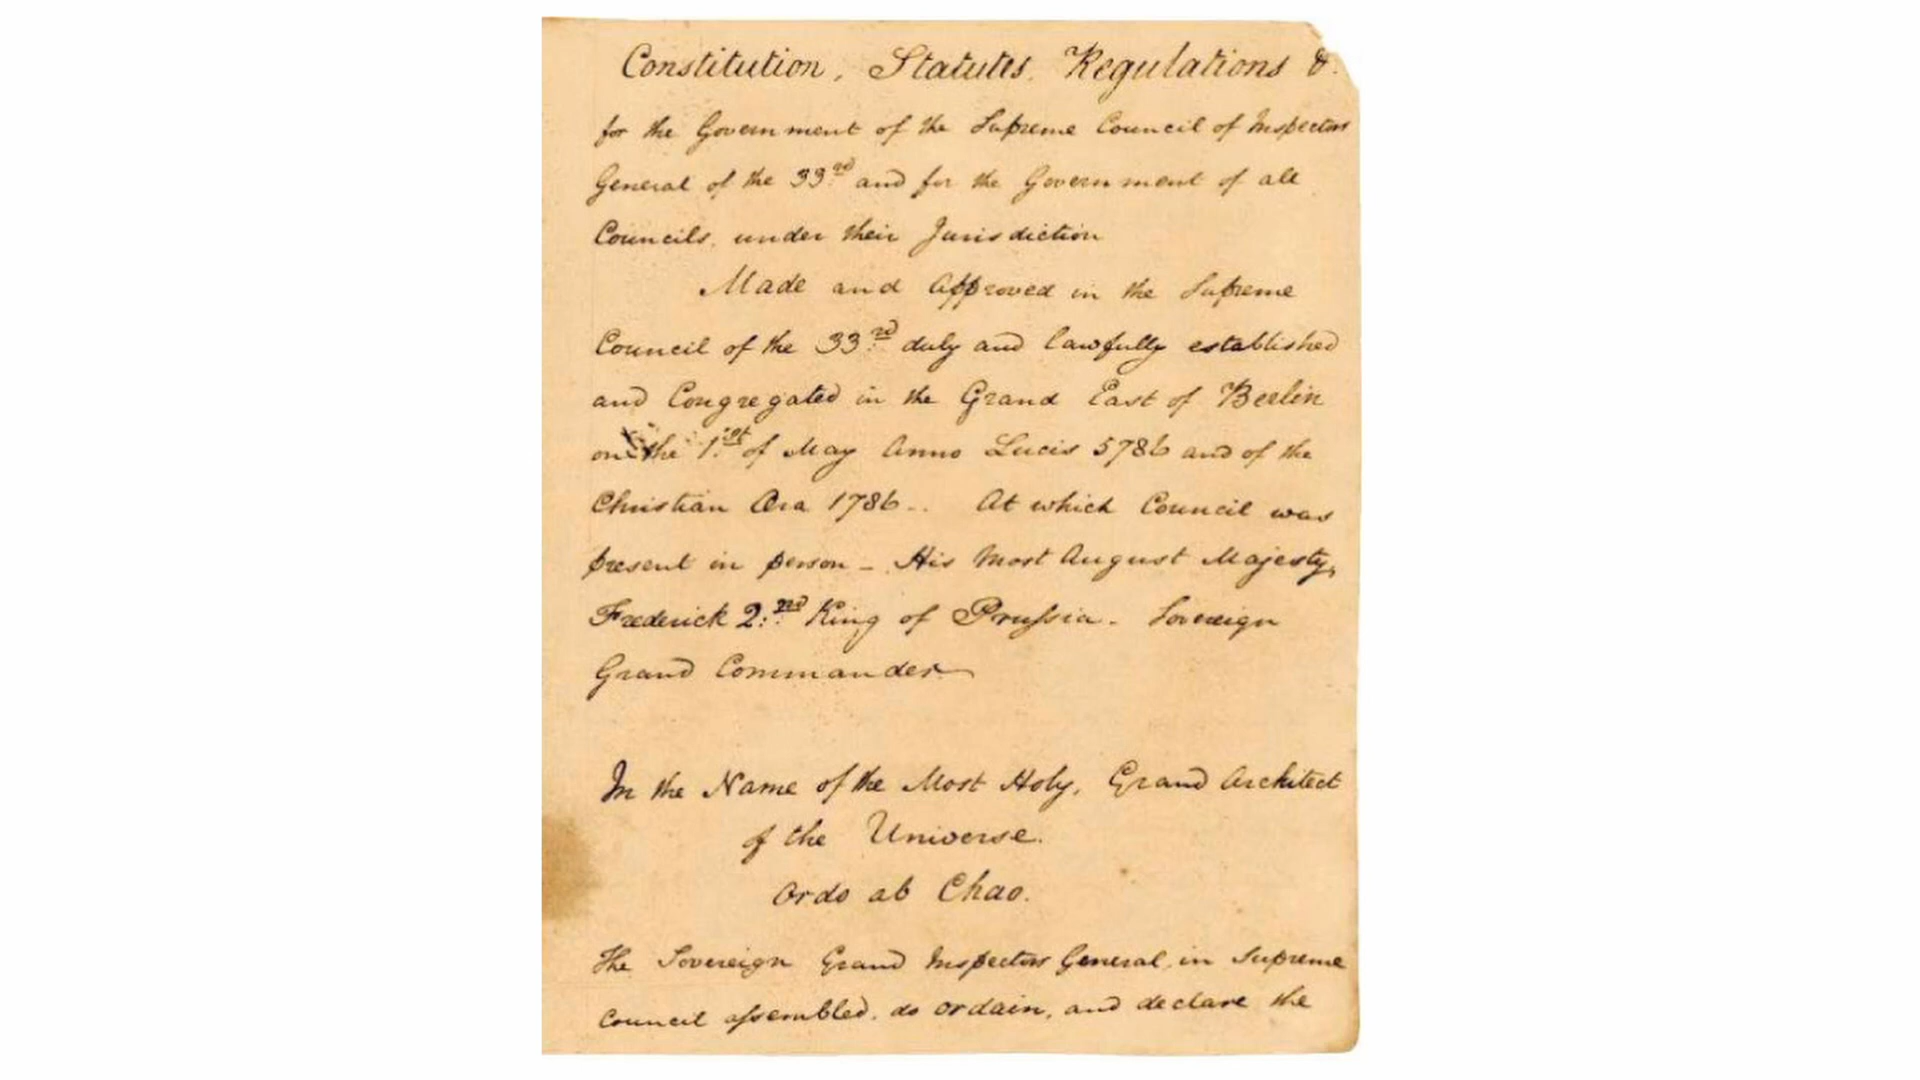 Constitution, Statutes, Regulations &.
for the Government of the Supreme Council of Inspectors
General of the 33rd and for the Government of all
Councils, under their Jurisdiction
Made and Approved in the Supreme
Council of the 33rd duly and lawfully established
and Congregated in the Grand East of Berlin
on the 1st of May Anno Lucis 5786 and of the
Christian Æra 1786.. At which Council was
present in person – His Most August Majesty,
Frederick 2nd King of Prussia. Sovereign
Grand Commander
In the Name of the Most Holy, Grand Architect
of the Universe.
Ordo ab Chao.
The Sovereign Grand Inspectors General, in Supreme
Council assembled, do ordain, and declare the